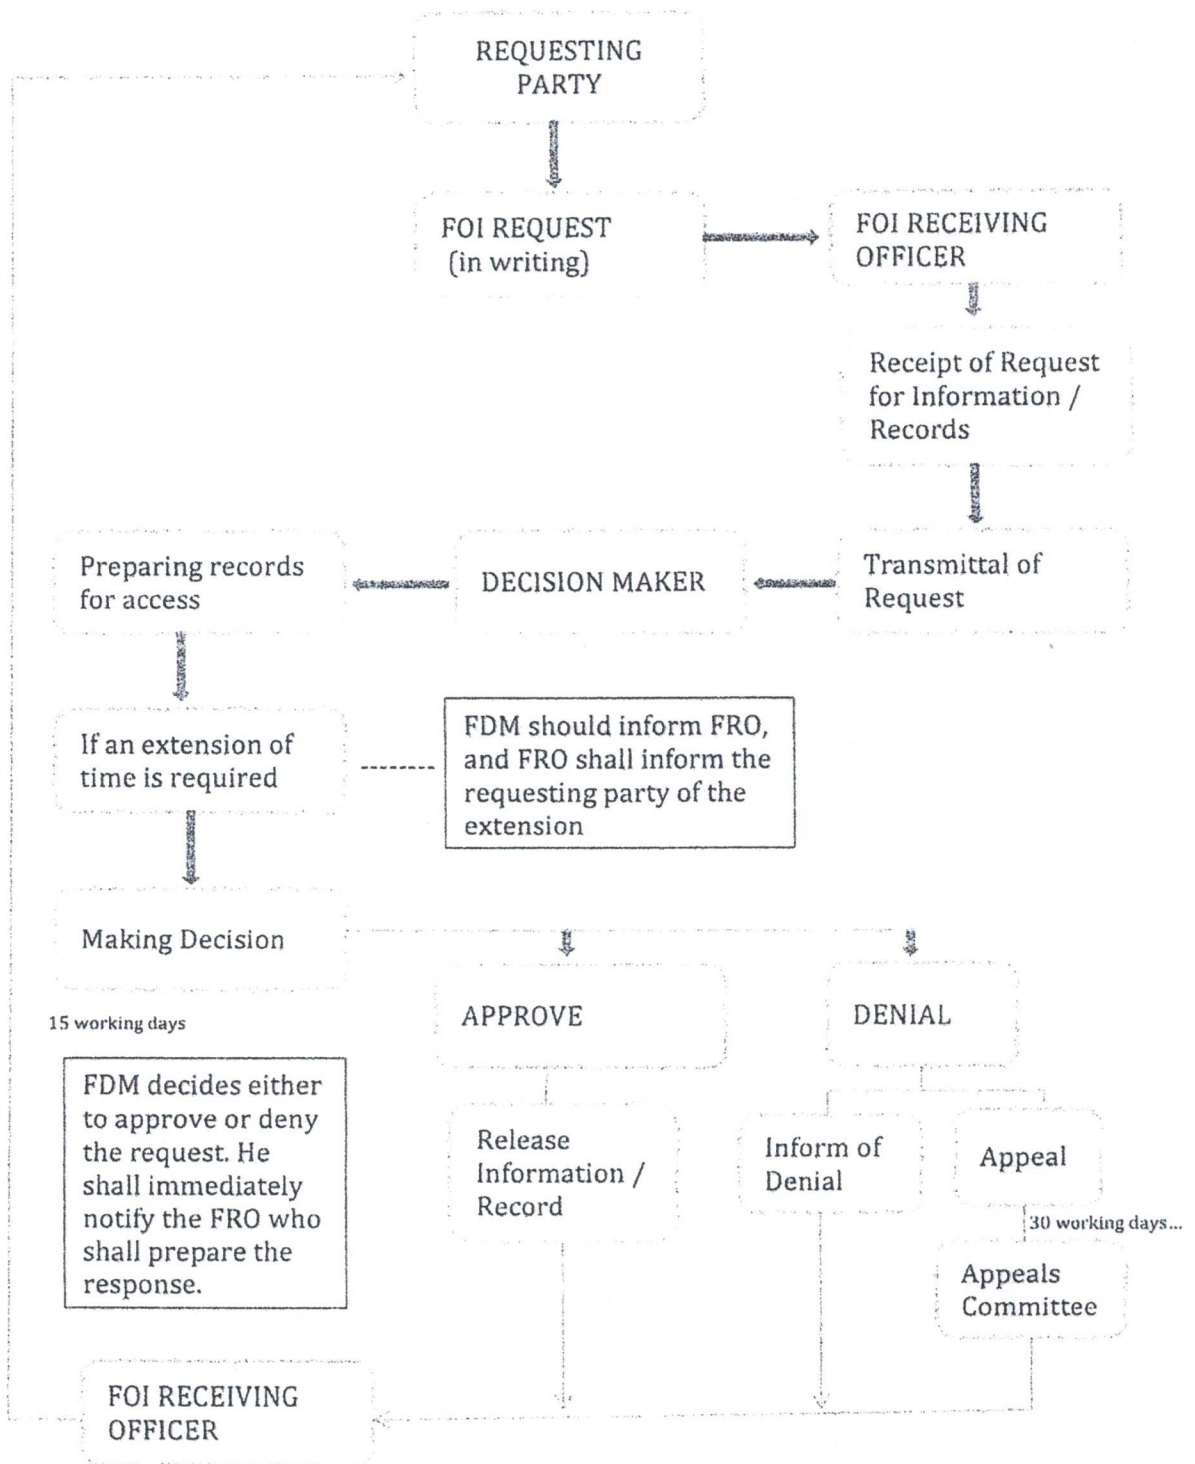 REQUESTING
PARTY
FOI REQUEST
(in writing)
FOI RECEIVING
OFFICER
Receipt of Request
for Information /
Records
Transmittal of
Request
DECISION MAKER
Preparing records
for access
If an extension of
time is required
FDM should inform FRO,
and FRO shall inform the
requesting party of the
extension
Making Decision
15 working days
FDM decides either
to approve or deny
the request. He
shall immediately
notify the FRO who
shall prepare the
response.
APPROVE
DENIAL
Release
Information /
Record
Inform of
Denial
Appeal
30 working days...
Appeals
Committee
FOI RECEIVING
OFFICER